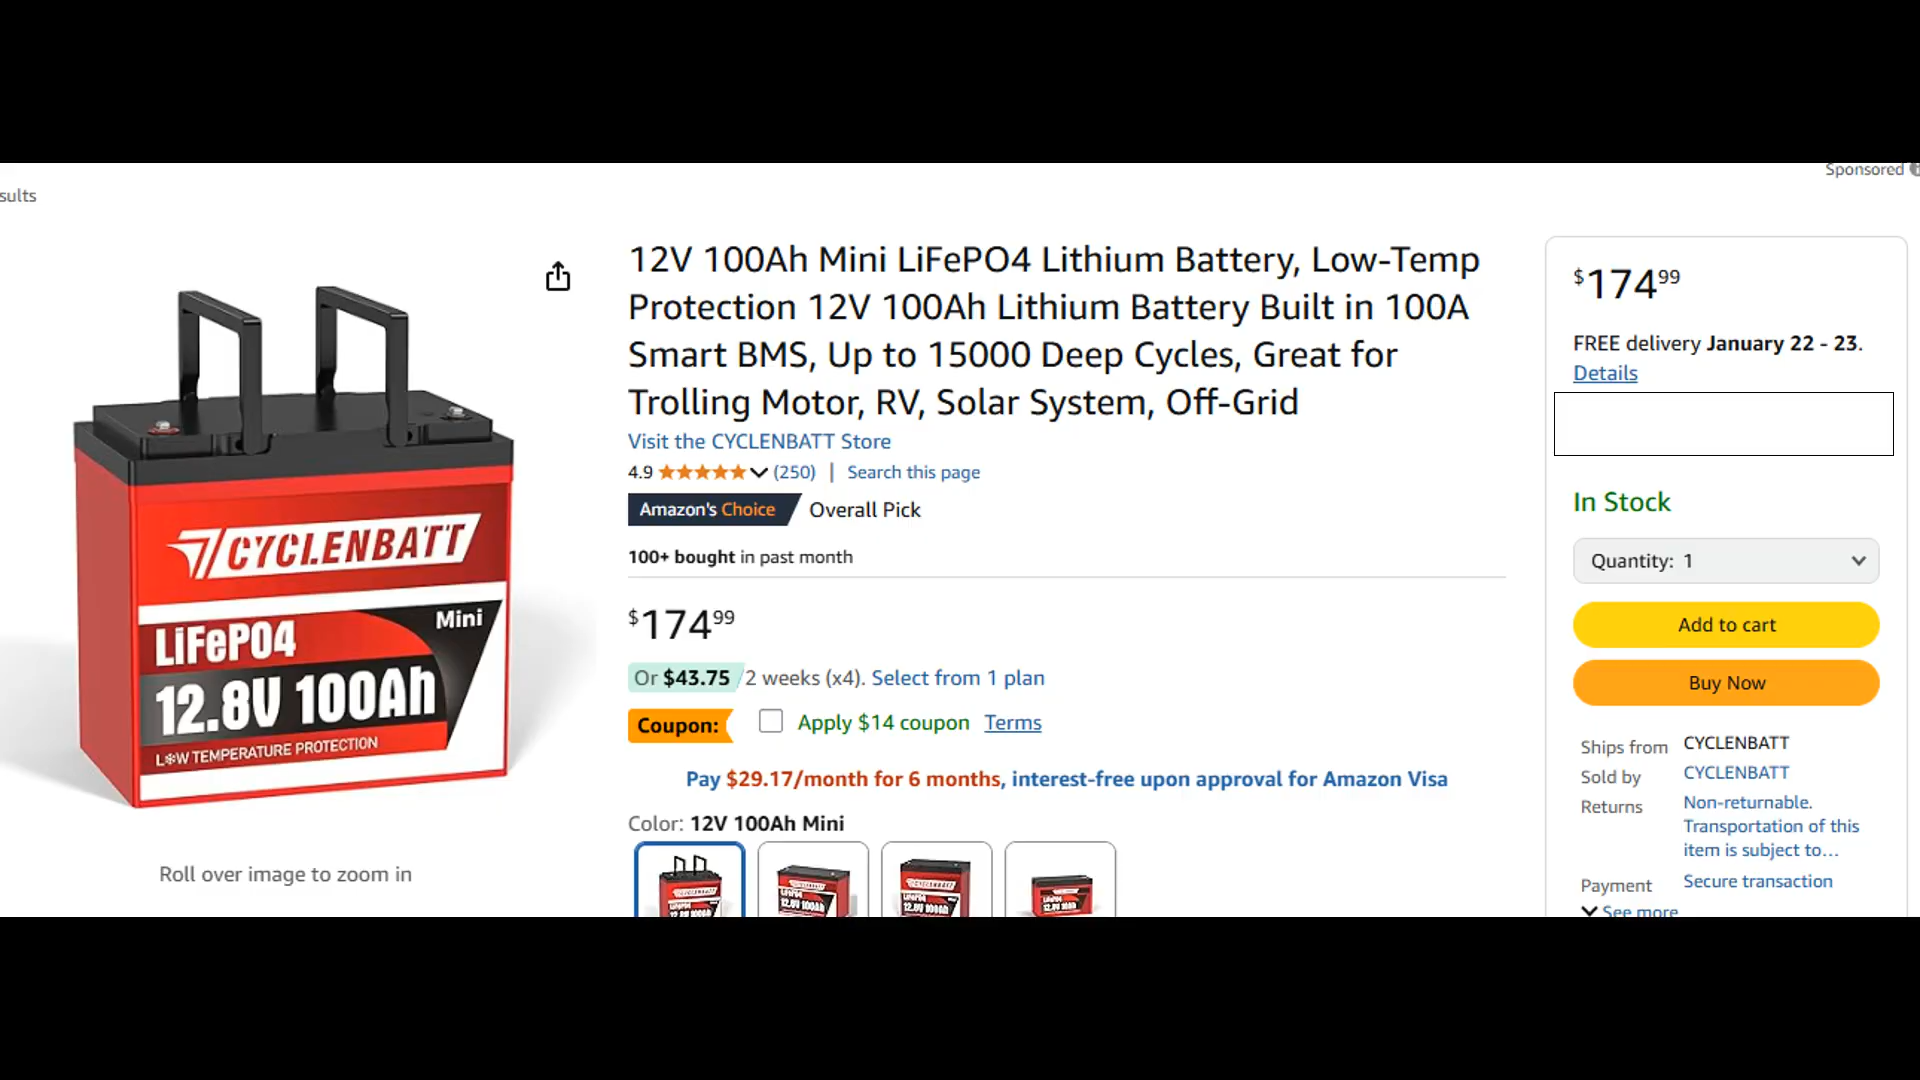 Sponsored
sults
12V 100Ah Mini LiFePO4 Lithium Battery, Low-Temp
Protection 12V 100Ah Lithium Battery Built in 100A
Smart BMS, Up to 15000 Deep Cycles, Great for
Trolling Motor, RV, Solar System, Off-Grid
Visit the CYCLENBATT Store
4.9 (250) | Search this page
Amazon's Choice Overall Pick
100+ bought in past month
$174.99
Or $43.75 /2 weeks (x4). Select from 1 plan
Coupon: Apply $14 coupon Terms
Pay $29.17/month for 6 months, interest-free upon approval for Amazon Visa
Color: 12V 100Ah Mini
CYCLENBATT
Mini
LiFePO4
12.8V 100Ah
LOW TEMPERATURE PROTECTION
Roll over image to zoom in
$174.99
FREE delivery January 22 - 23.
Details
In Stock
Quantity: 1
Add to cart
Buy Now
Ships from CYCLENBATT
Sold by CYCLENBATT
Returns Non-returnable.
Transportation of this
item is subject to...
Payment Secure transaction
See more